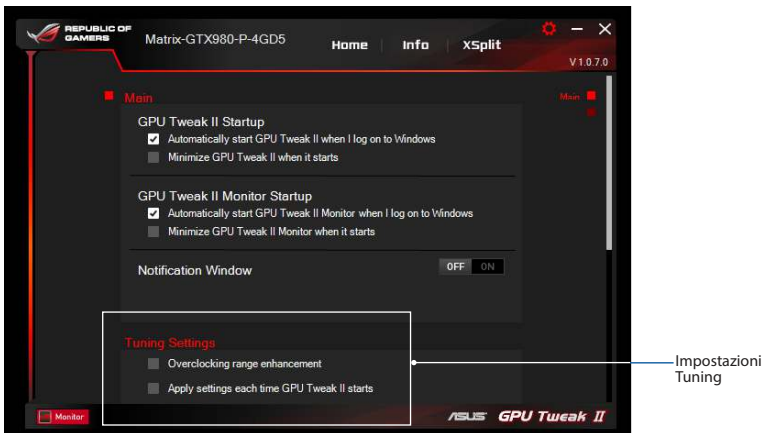 REPUBLIC OF
GAMERS
Matrix-GTX980-P-4GD5
Home
Info
XSplit
V 1.0.7.0
Main
Main
GPU Tweak II Startup
Automatically start GPU Tweak II when I log on to Windows
Minimize GPU Tweak II when it starts
GPU Tweak II Monitor Startup
Automatically start GPU Tweak II Monitor when I log on to Windows
Minimize GPU Tweak II Monitor when it starts
Notification Window
OFF ON
Tuning Settings
Overclocking range enhancement
Apply settings each time GPU Tweak II starts
Impostazioni
Tuning
Monitor
ASUS GPU Tweak II